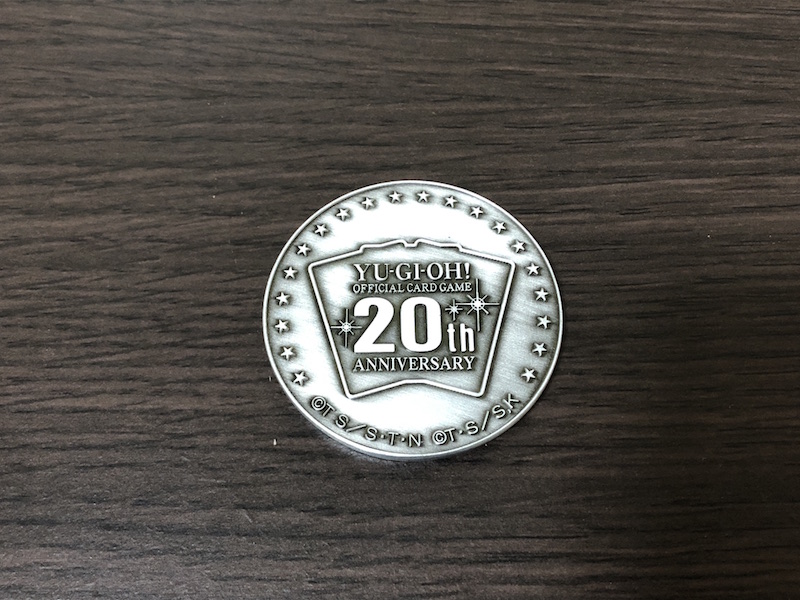 YU-GI-OH!
OFFICIAL CARD GAME
20th
ANNIVERSARY
©T S／S・T・N ©T・S／S,K